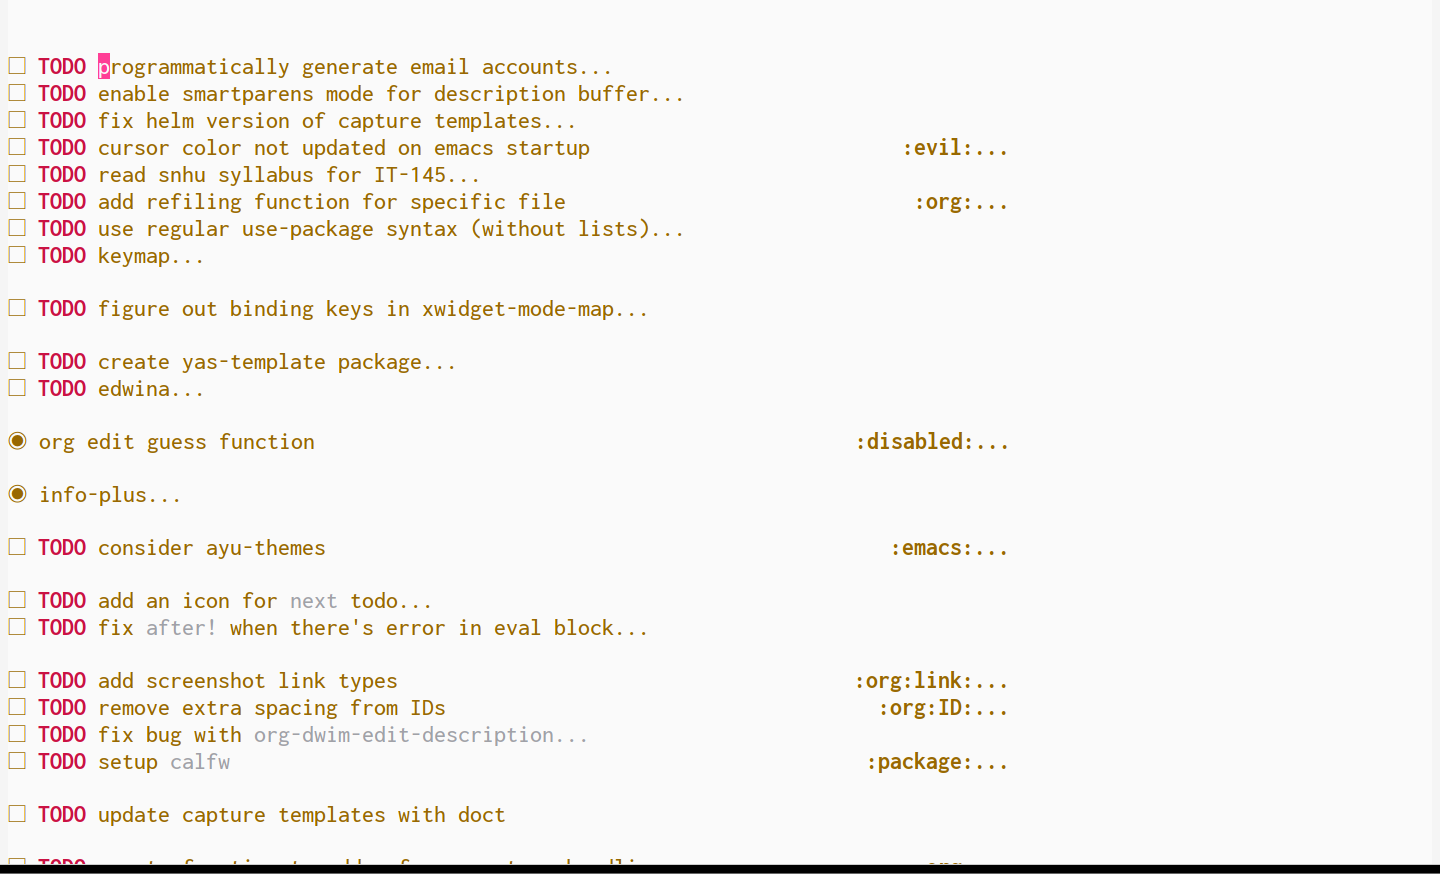 TODO programmatically generate email accounts...
TODO enable smartparens mode for description buffer...
TODO fix helm version of capture templates...
TODO cursor color not updated on emacs startup :evil:...
TODO read snhu syllabus for IT-145...
TODO add refiling function for specific file :org:...
TODO use regular use-package syntax (without lists)...
TODO keymap...
TODO figure out binding keys in xwidget-mode-map...
TODO create yas-template package...
TODO edwina...
org edit guess function :disabled:...
info-plus...
TODO consider ayu-themes :emacs:...
TODO add an icon for next todo...
TODO fix after! when there's error in eval block...
TODO add screenshot link types :org:link:...
TODO remove extra spacing from IDs :org:ID:...
TODO fix bug with org-dwim-edit-description...
TODO setup calfw :package:...
TODO update capture templates with doct
TODO